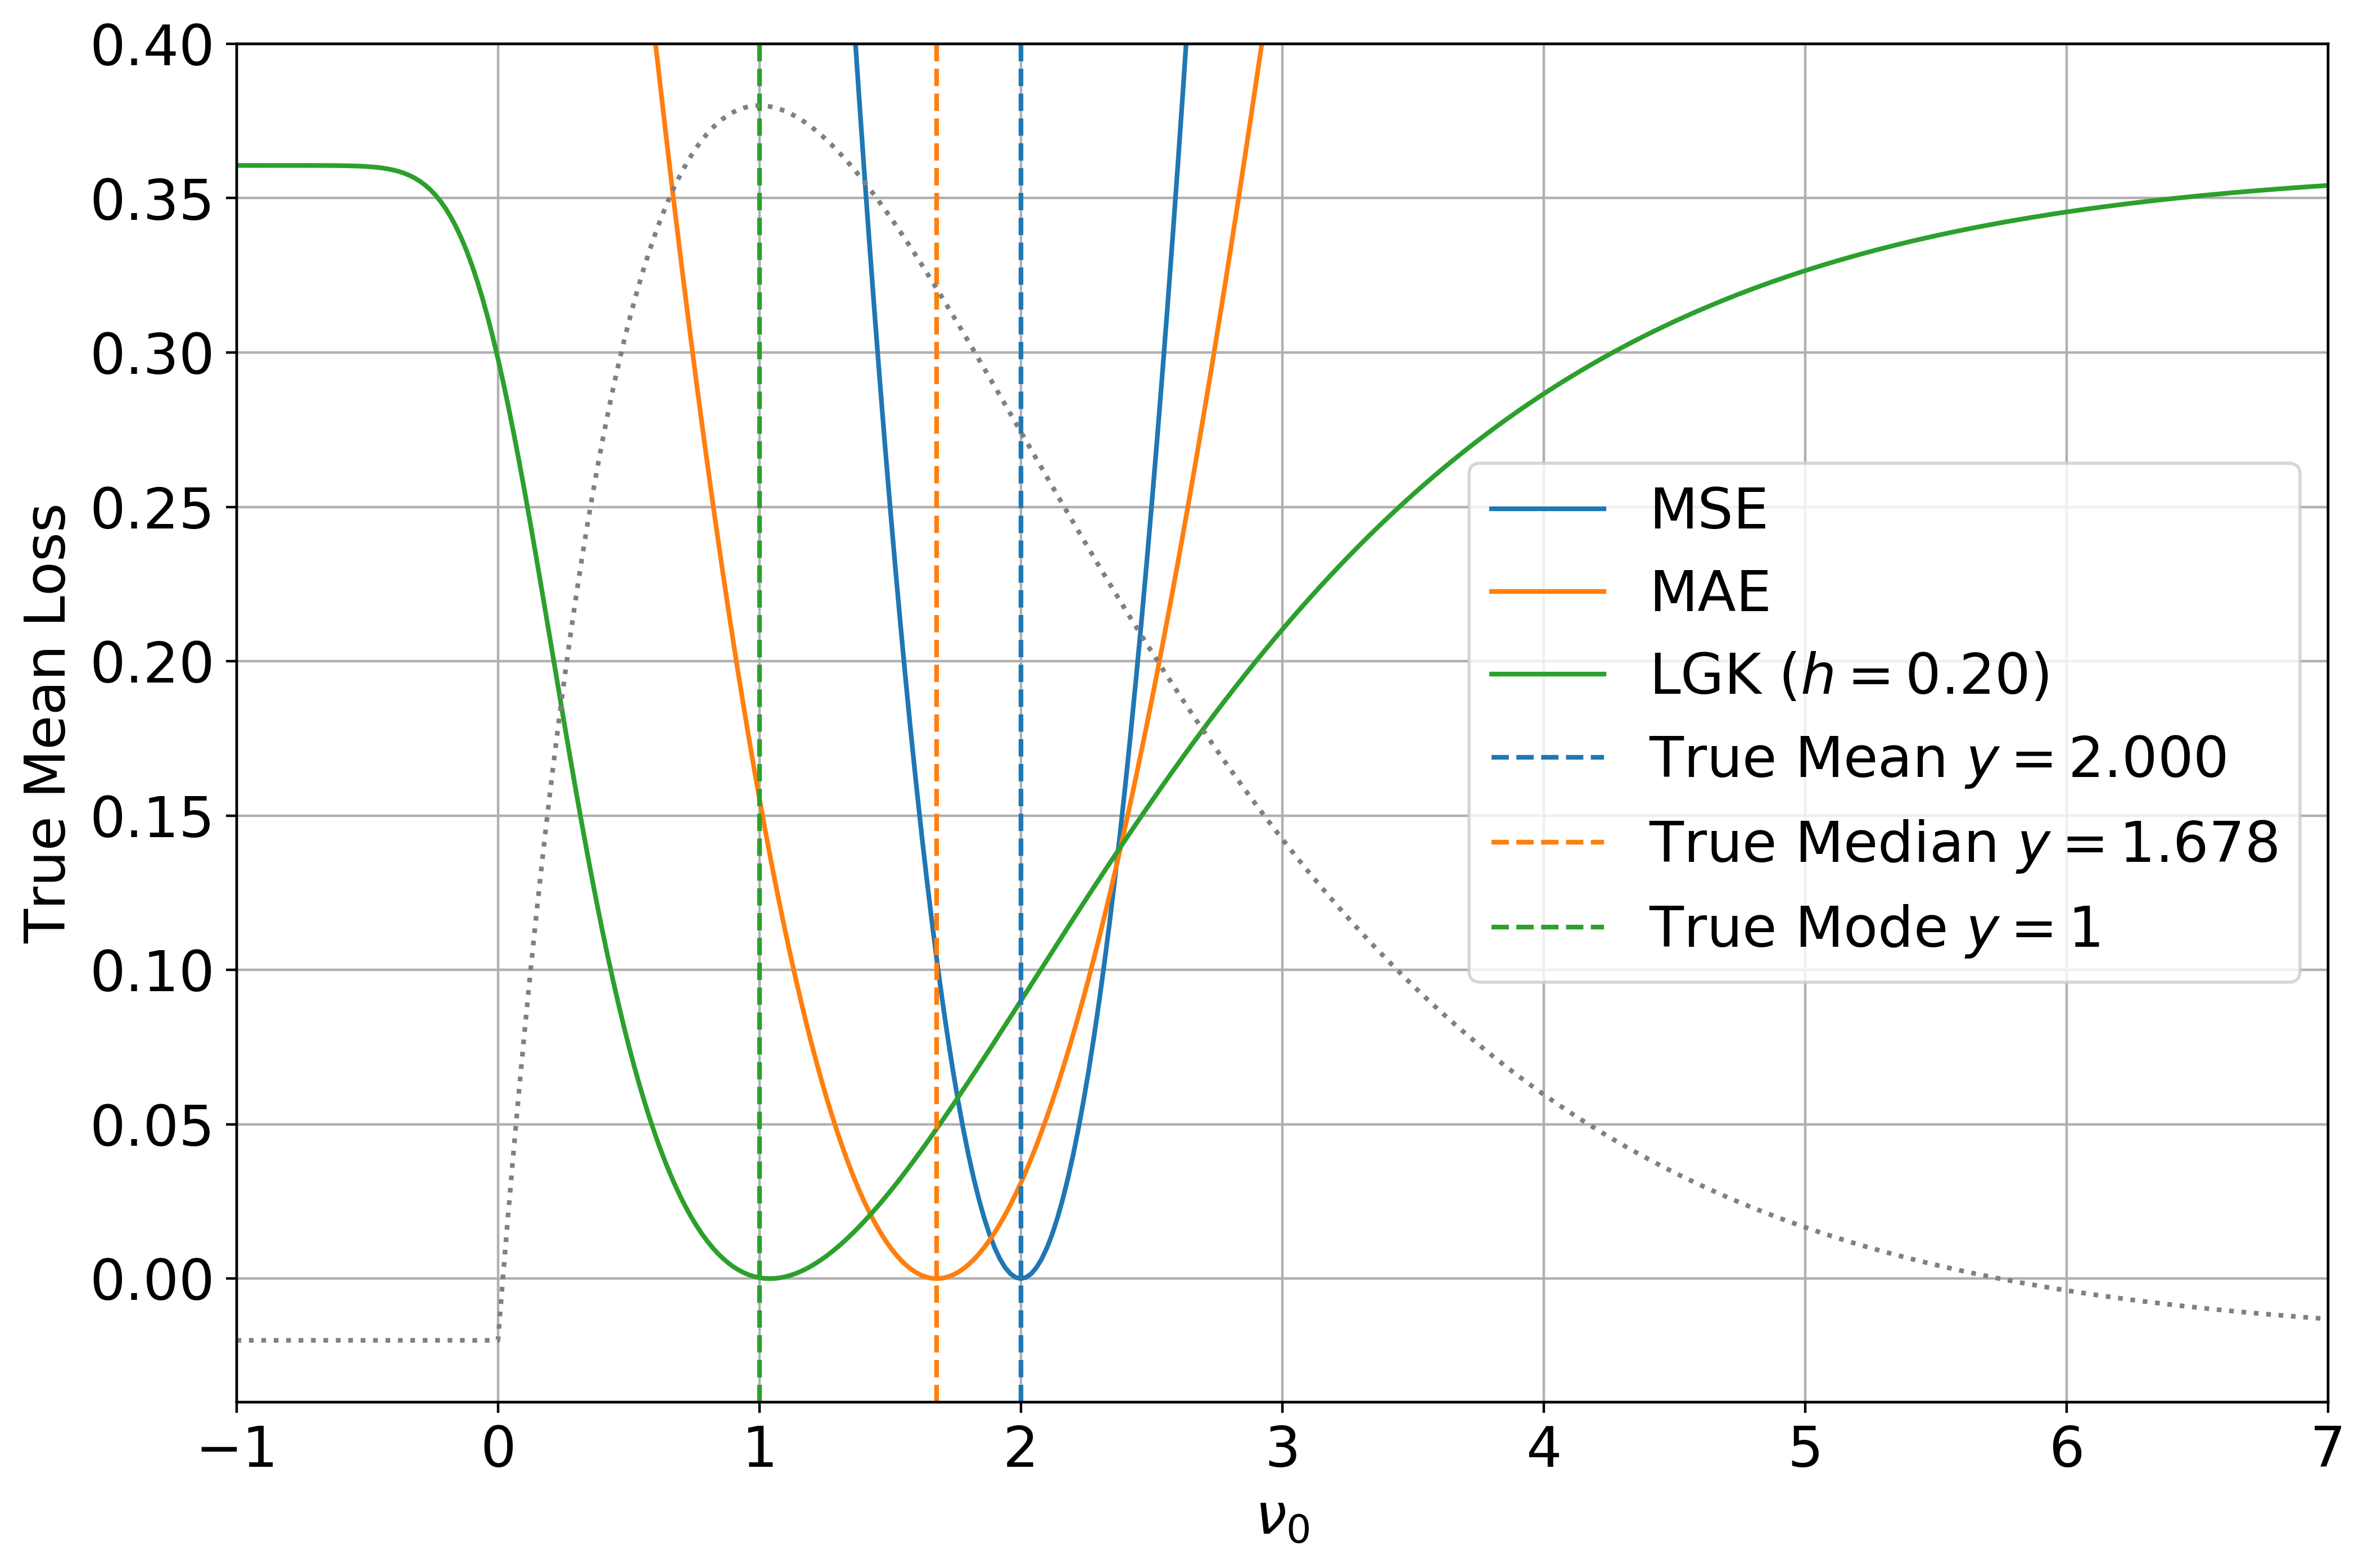 0.40
0.35
0.30
0.25
0.20
0.15
0.10
0.05
0.00
True Mean Loss
MSE
MAE
LGK (h = 0.20)
True Mean y = 2.000
True Median y = 1.678
True Mode y = 1
−1 0 1 2 3 4 5 6 7
ν₀